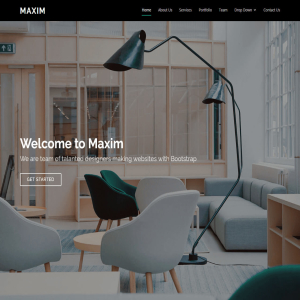 MAXIM
Home About Us Services Portfolio Team Drop Down Contact Us
Welcome to Maxim
We are team of talanted designers making websites with Bootstrap
GET STARTED